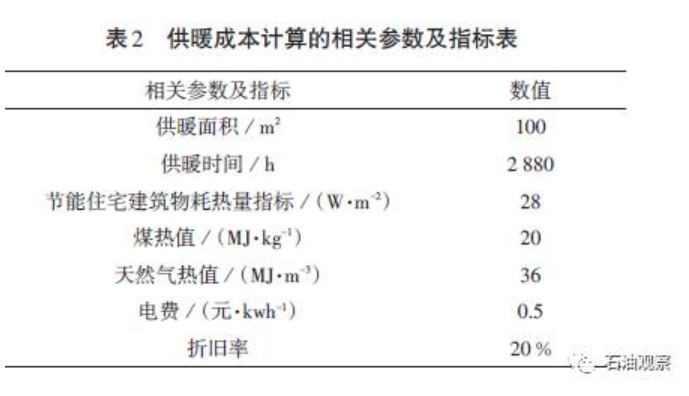 表2 供暖成本计算的相关参数及指标表
相关参数及指标 数值
供暖面积/m² 100
供暖时间/h 2 880
节能住宅建筑物耗热量指标/(W·m⁻²) 28
煤热值/(MJ·kg⁻¹) 20
天然气热值/(MJ·m⁻³) 36
电费/(元·kwh⁻¹) 0.5
折旧率 20%
石油观察